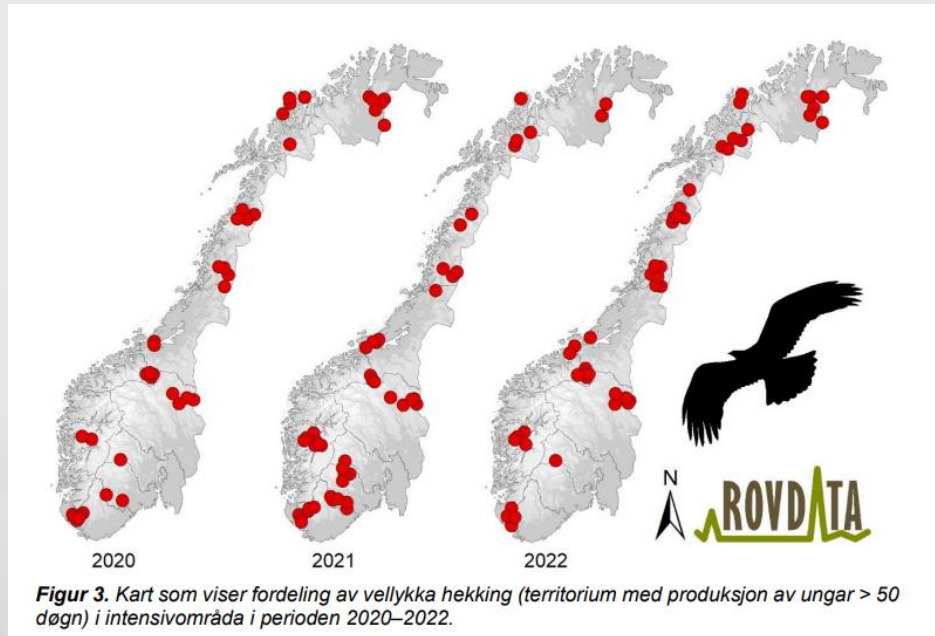 N
ROVDATA
2020
2021
2022
Figur 3. Kart som viser fordeling av vellykka hekking (territorium med produksjon av ungar > 50
døgn) i intensivområda i perioden 2020–2022.